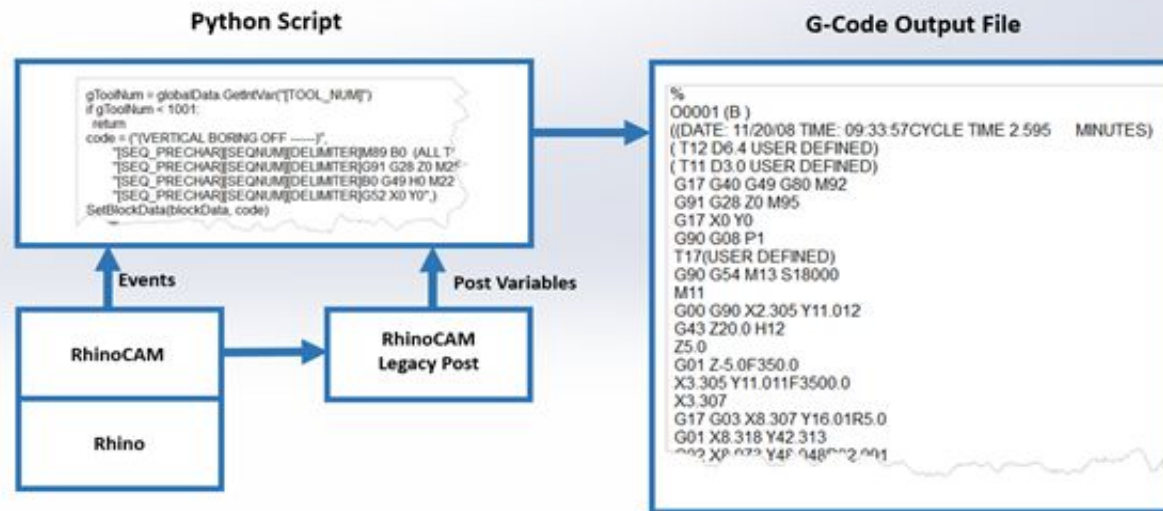 Python Script
gToolNum = globalData.GetIntVar("[TOOL_NUM]")
if gToolNum < 1001:
return
code = ("(VERTICAL BORING OFF ------)",
"[SEQ_PRECHAR][SEQNUM][DELIMITER]M89 B0 (ALL
"[SEQ_PRECHAR][SEQNUM][DELIMITER]G91 G28 Z0
"[SEQ_PRECHAR][SEQNUM][DELIMITER]B0 G49 H0 M22
"[SEQ_PRECHAR][SEQNUM][DELIMITER]G52 X0 Y0",)
SetBlockData(blockData, code)
Events
Post Variables
RhinoCAM
RhinoCAM
Legacy Post
Rhino
G-Code Output File
%
O0001 (B )
((DATE: 11/20/08 TIME: 09:33:57CYCLE TIME 2.595 MINUTES)
( T12 D6.4 USER DEFINED)
( T11 D3.0 USER DEFINED)
G17 G40 G49 G80 M92
G91 G28 Z0 M95
G17 X0 Y0
G90 G08 P1
T17(USER DEFINED)
G90 G54 M13 S18000
M11
G00 G90 X2.305 Y11.012
G43 Z20.0 H12
Z5.0
G01 Z-5.0F350.0
X3.305 Y11.011F3500.0
X3.307
G17 G03 X8.307 Y16.01R5.0
G01 X8.318 Y42.313